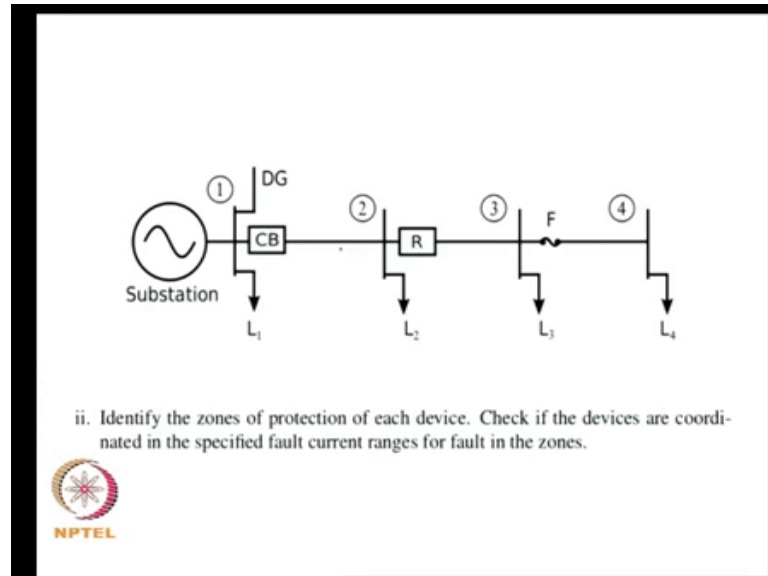 DG
1
2
3
4
CB
R
F
Substation
L₁
L₂
L₃
L₄
ii. Identify the zones of protection of each device. Check if the devices are coordi-
nated in the specified fault current ranges for fault in the zones.
NPTEL